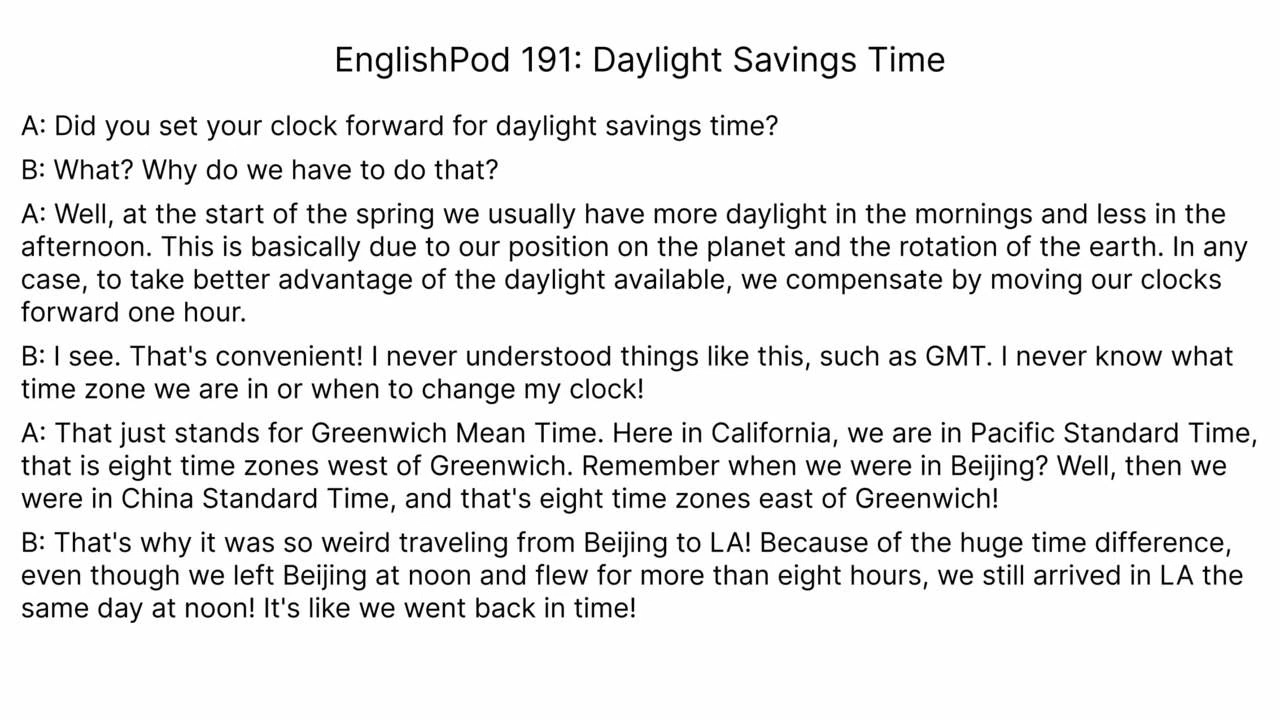 EnglishPod 191: Daylight Savings Time
A: Did you set your clock forward for daylight savings time?
B: What? Why do we have to do that?
A: Well, at the start of the spring we usually have more daylight in the mornings and less in the
afternoon. This is basically due to our position on the planet and the rotation of the earth. In any
case, to take better advantage of the daylight available, we compensate by moving our clocks
forward one hour.
B: I see. That's convenient! I never understood things like this, such as GMT. I never know what
time zone we are in or when to change my clock!
A: That just stands for Greenwich Mean Time. Here in California, we are in Pacific Standard Time,
that is eight time zones west of Greenwich. Remember when we were in Beijing? Well, then we
were in China Standard Time, and that's eight time zones east of Greenwich!
B: That's why it was so weird traveling from Beijing to LA! Because of the huge time difference,
even though we left Beijing at noon and flew for more than eight hours, we still arrived in LA the
same day at noon! It's like we went back in time!